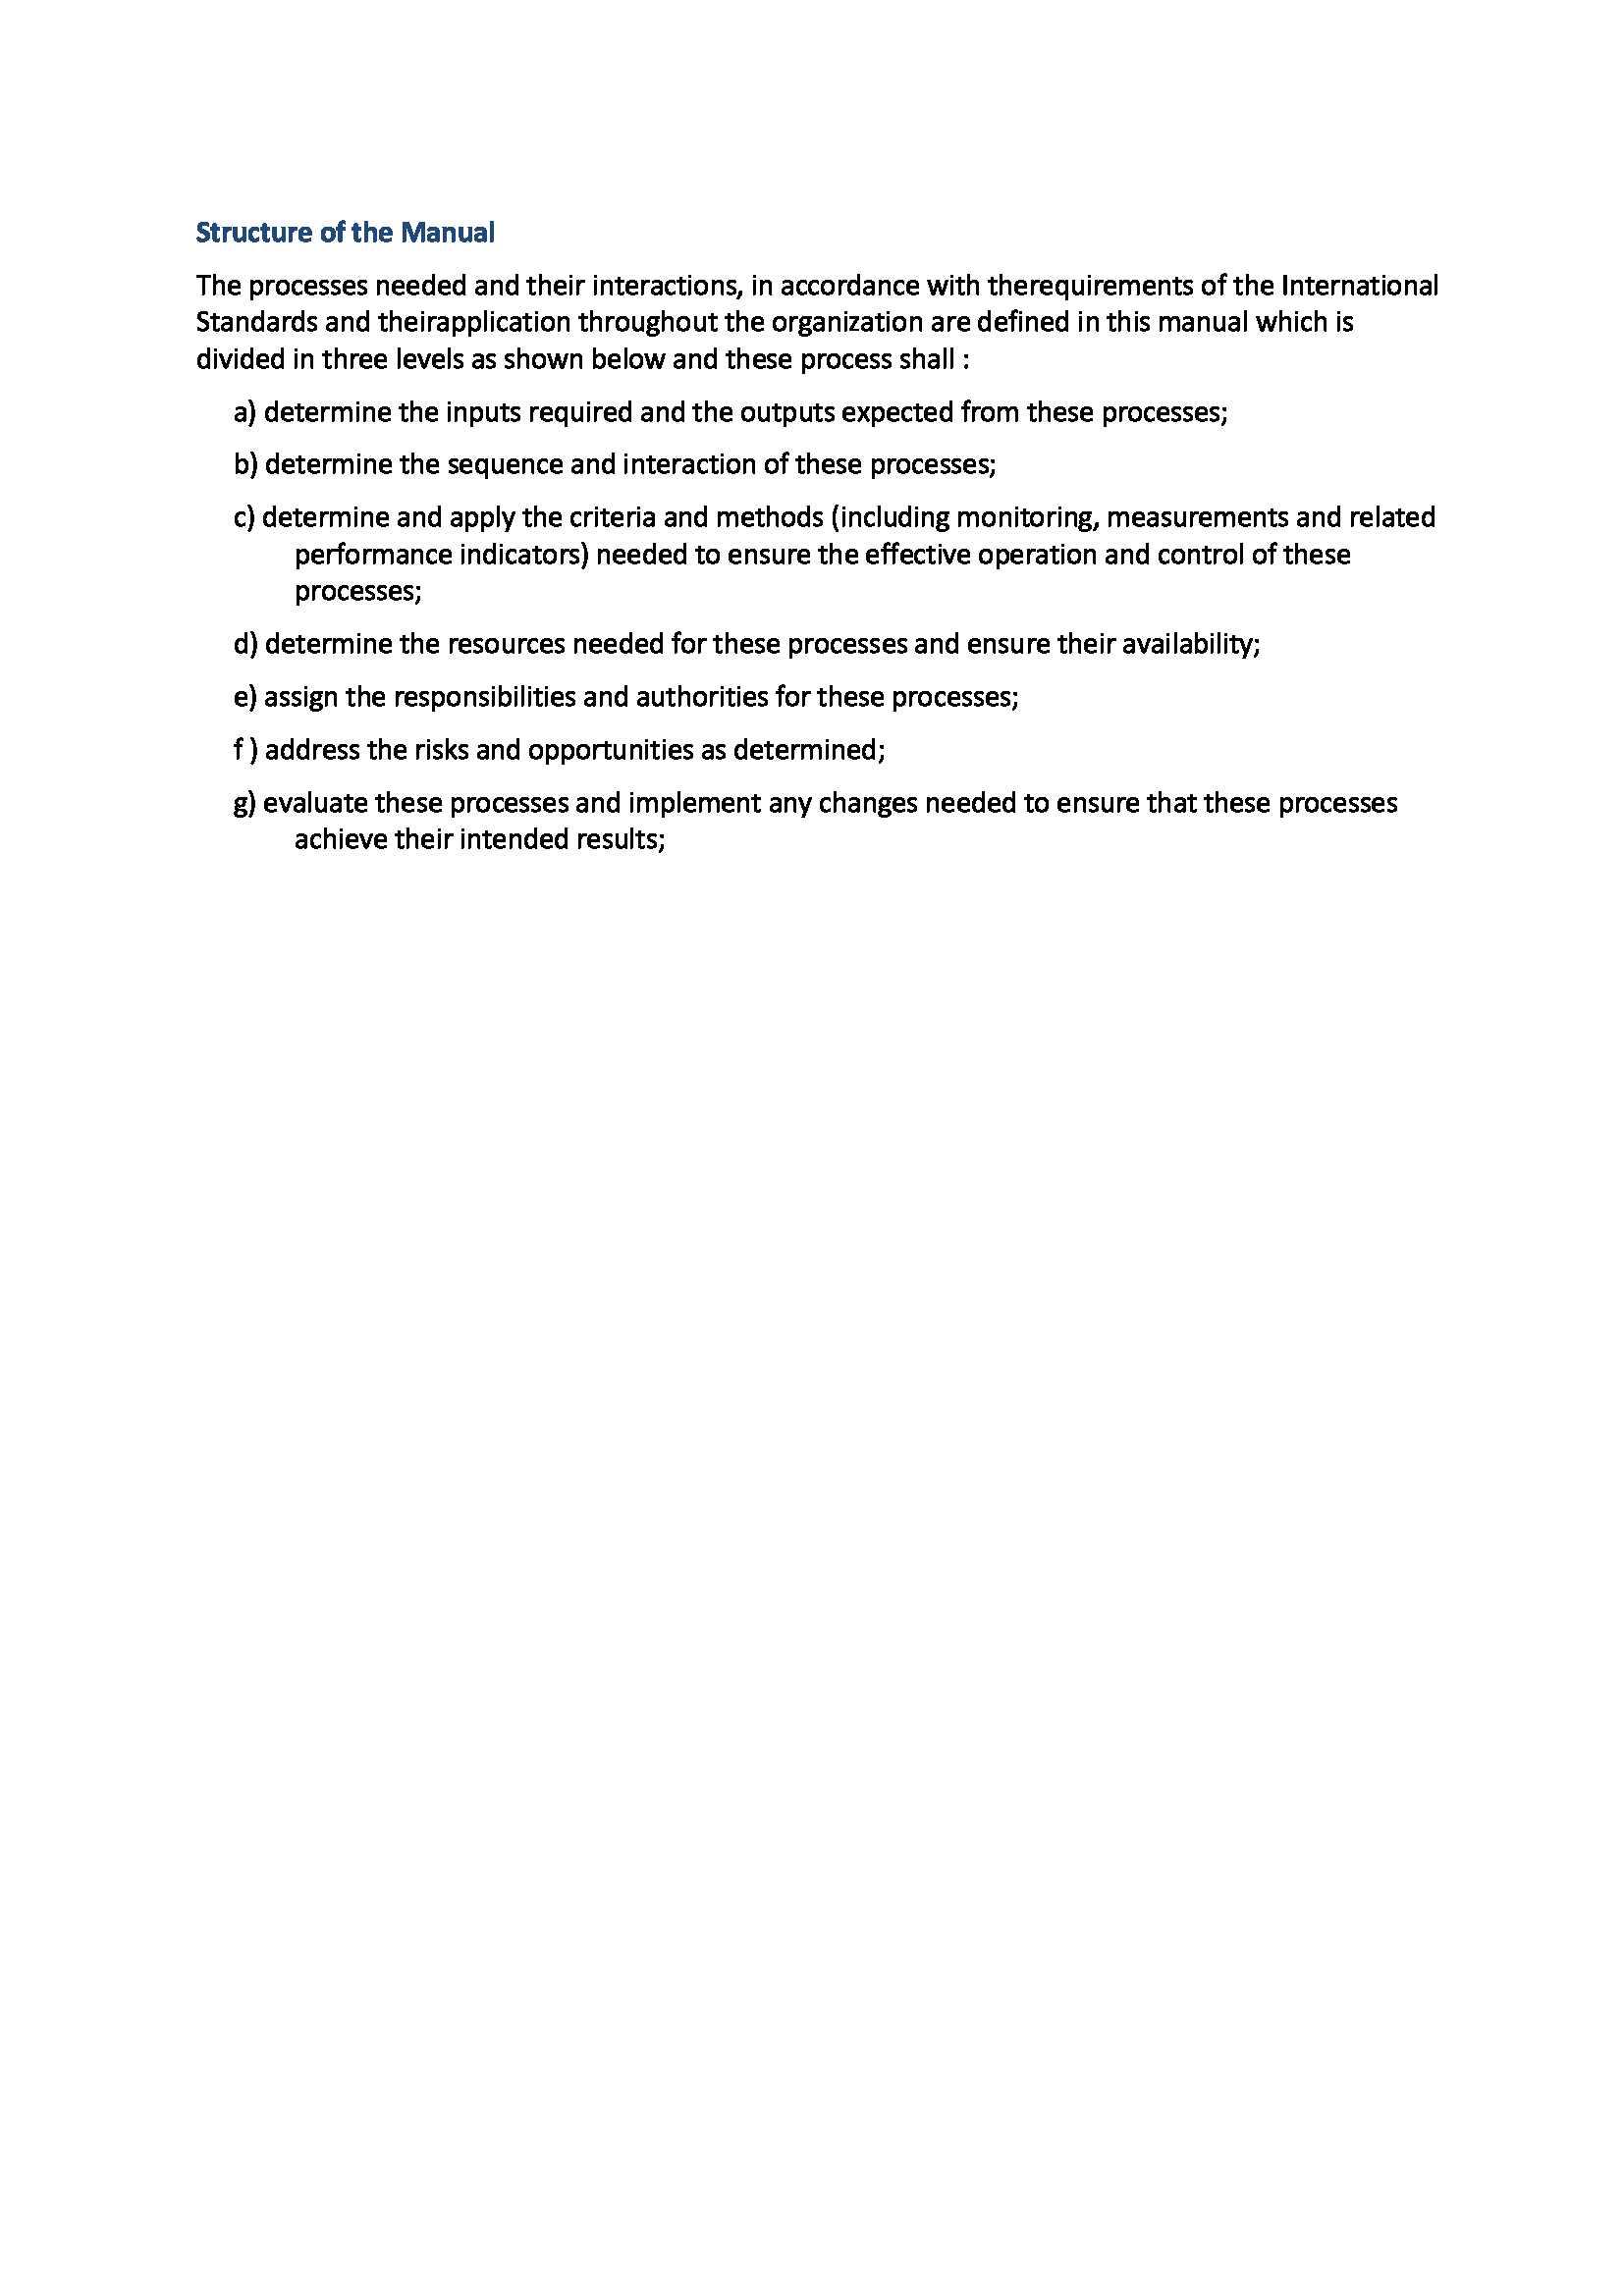 Structure of the Manual
The processes needed and their interactions, in accordance with therequirements of the International
Standards and theirapplication throughout the organization are defined in this manual which is
divided in three levels as shown below and these process shall :
a) determine the inputs required and the outputs expected from these processes;
b) determine the sequence and interaction of these processes;
c) determine and apply the criteria and methods (including monitoring, measurements and related
performance indicators) needed to ensure the effective operation and control of these
processes;
d) determine the resources needed for these processes and ensure their availability;
e) assign the responsibilities and authorities for these processes;
f ) address the risks and opportunities as determined;
g) evaluate these processes and implement any changes needed to ensure that these processes
achieve their intended results;